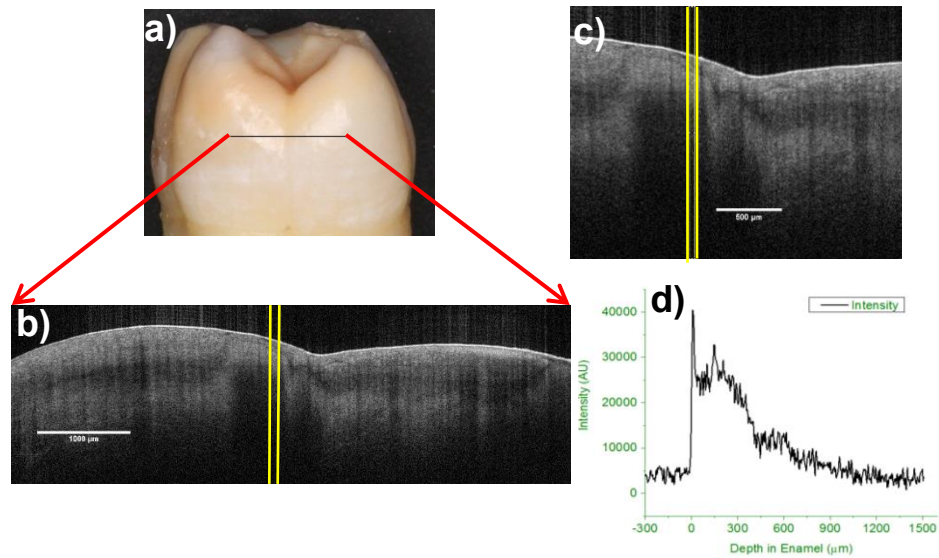 a)
b)
1000 µm
c)
500 µm
d)
Intensity
40000
30000
20000
10000
0
Intensity (AU)
-300 0 300 600 900 1200 1500
Depth in Enamel (µm)